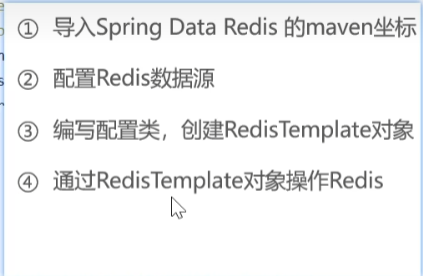 ① 导入Spring Data Redis 的maven坐标
② 配置Redis数据源
③ 编写配置类，创建RedisTemplate对象
④ 通过RedisTemplate对象操作Redis